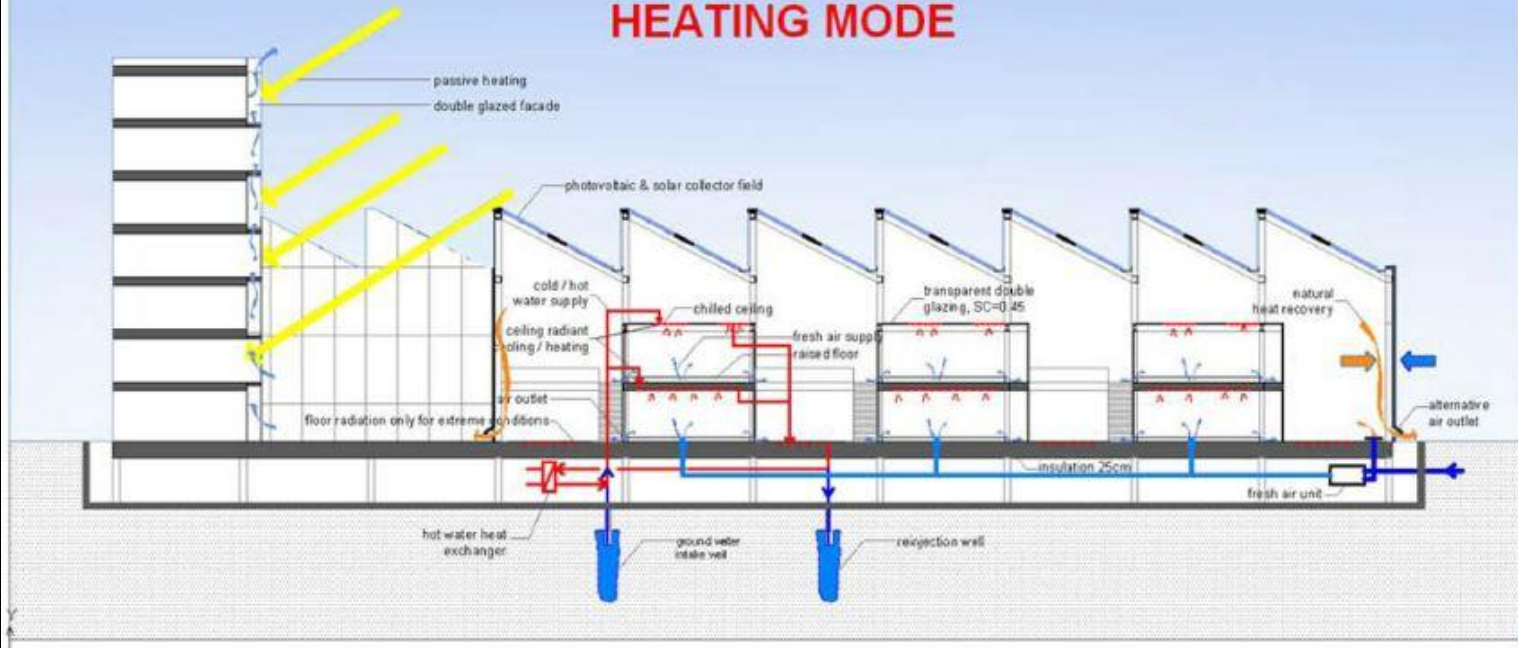 HEATING MODE
passive heating
double glazed facade
photovoltaic & solar collector field
cold / hot
water supply
chilled ceiling
transparent double
glazing, SC=0.45
natural
heat recovery
ceiling radiant
cooling / heating
fresh air supply
raised floor
air outlet
floor radiation only for extreme conditions
alternative
air outlet
insulation 25cm
fresh air unit
hot water heat
exchanger
ground water
intake well
reinjection well
Y